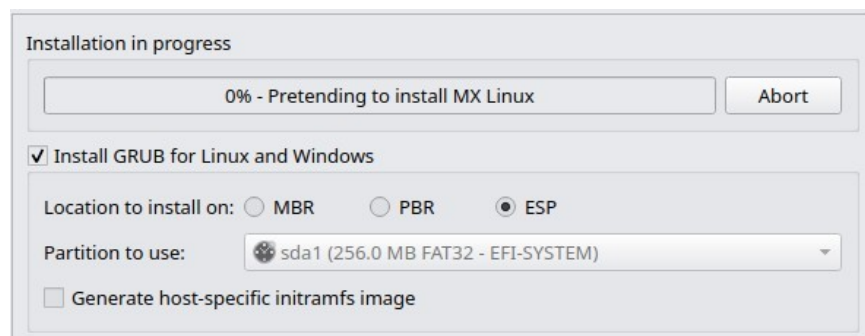 Installation in progress
0% - Pretending to install MX Linux Abort
Install GRUB for Linux and Windows
Location to install on: MBR PBR ESP
Partition to use: sda1 (256.0 MB FAT32 - EFI-SYSTEM)
Generate host-specific initramfs image